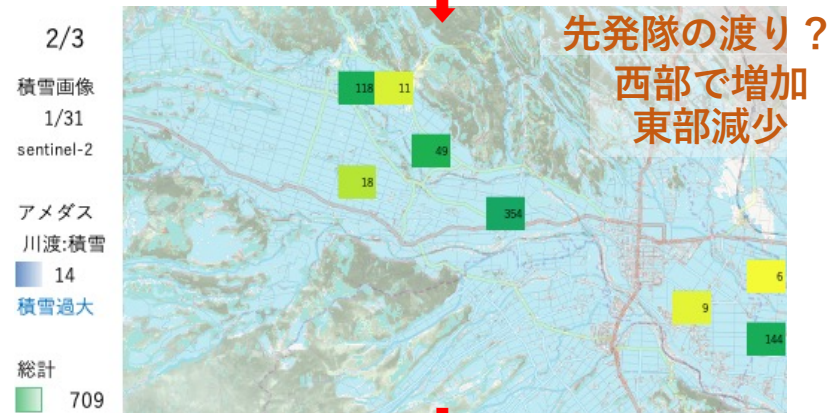 2/3
積雪画像
1/31
sentinel-2
アメダス
川渡:積雪
14
積雪過大
総計
709
先発隊の渡り？
西部で増加
東部減少
118
11
49
18
354
6
9
144